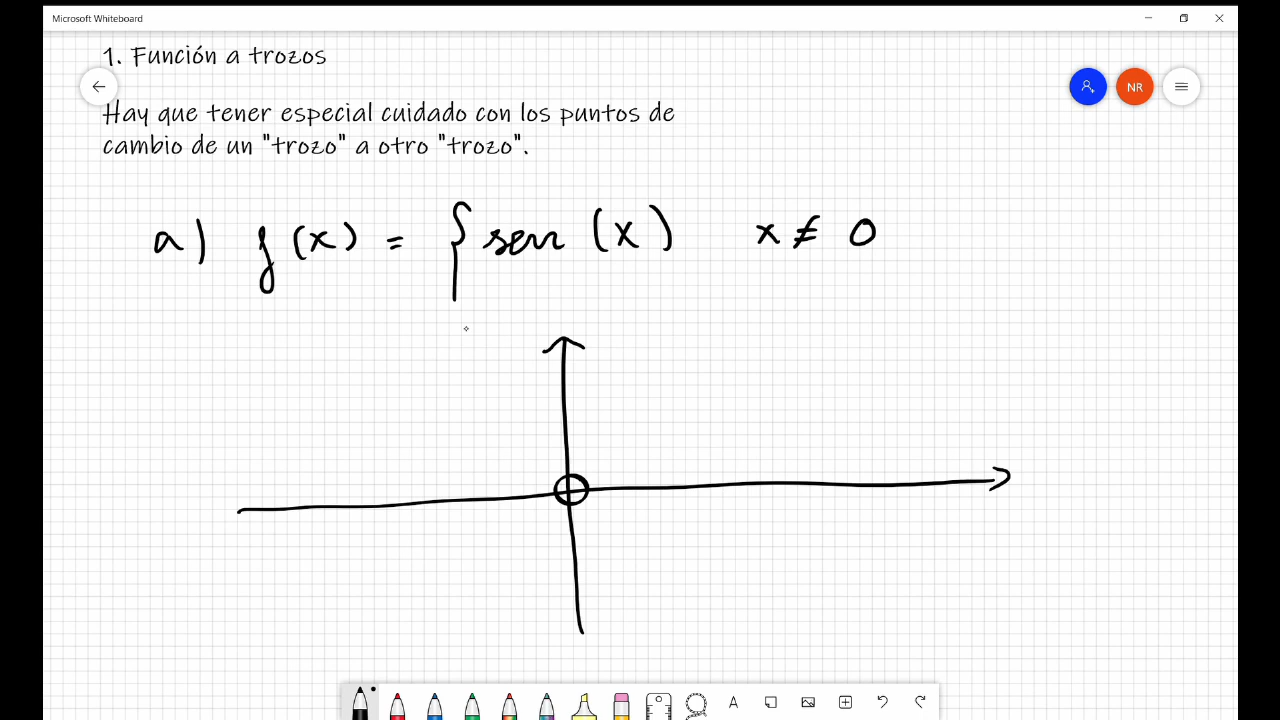 Microsoft Whiteboard
1. Función a trozos
Hay que tener especial cuidado con los puntos de
cambio de un "trozo" a otro "trozo".
NR
a) f(x) = { sen (x) x ≠ 0
A